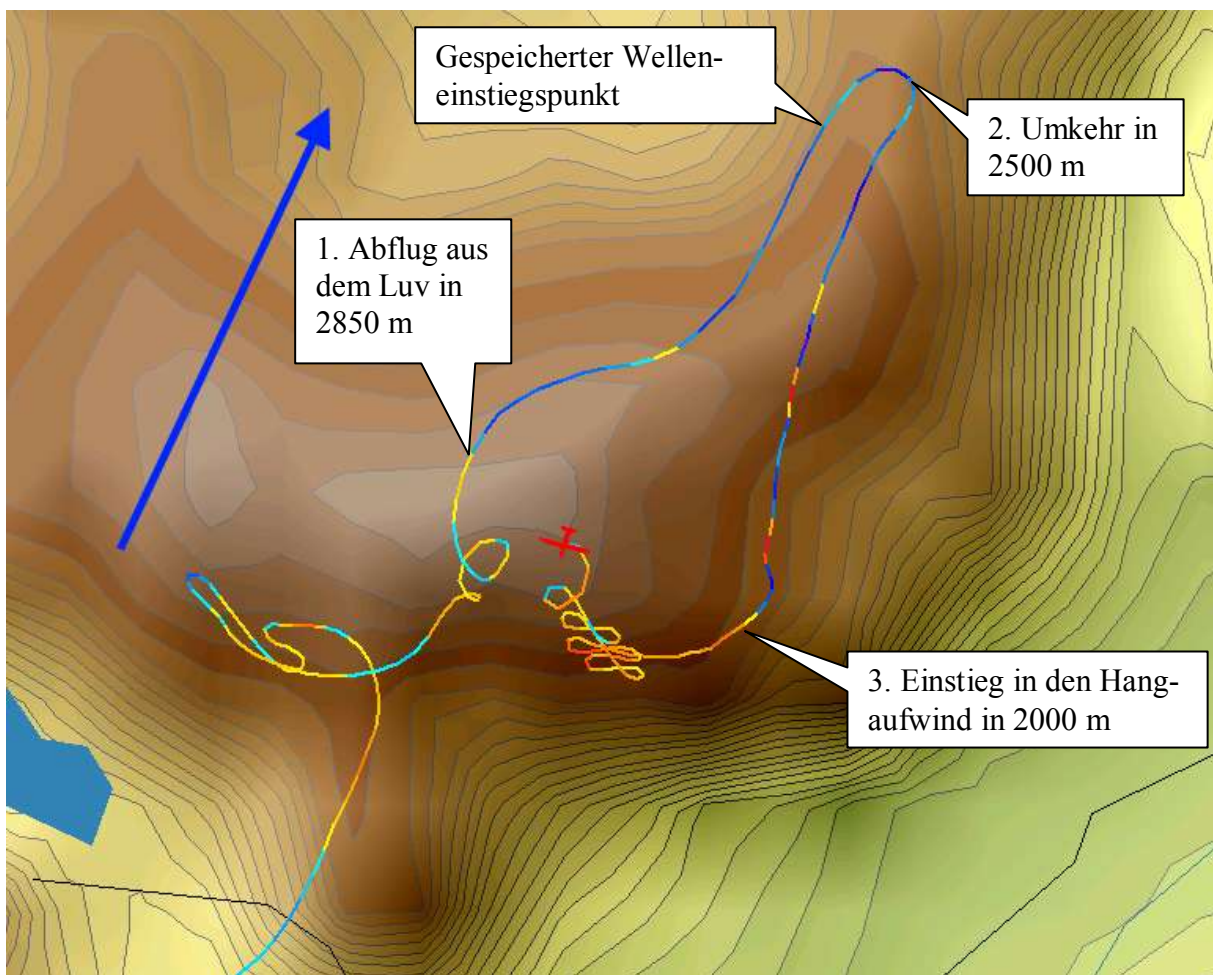 Gespeicherter Wellen-
einstiegspunkt
2. Umkehr in
2500 m
1. Abflug aus
dem Luv in
2850 m
3. Einstieg in den Hang-
aufwind in 2000 m